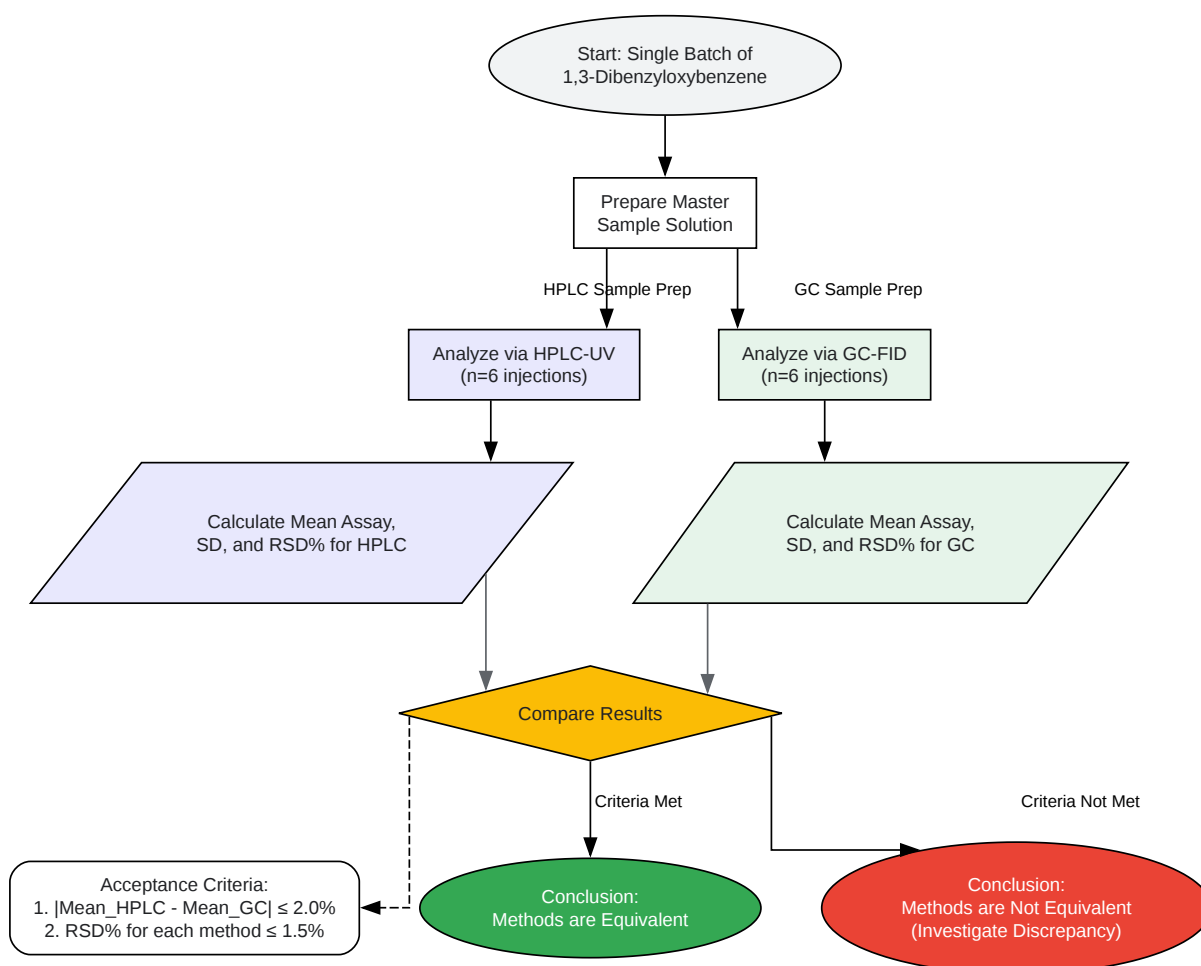 Start: Single Batch of
1,3-Dibenzyloxybenzene
Prepare Master
Sample Solution
HPLC Sample Prep
GC Sample Prep
Analyze via HPLC-UV
(n=6 injections)
Analyze via GC-FID
(n=6 injections)
Calculate Mean Assay,
SD, and RSD% for HPLC
Calculate Mean Assay,
SD, and RSD% for GC
Compare Results
Criteria Met
Criteria Not Met
Acceptance Criteria:
1. |Mean_HPLC - Mean_GC| ≤ 2.0%
2. RSD% for each method ≤ 1.5%
Conclusion:
Methods are Equivalent
Conclusion:
Methods are Not Equivalent
(Investigate Discrepancy)